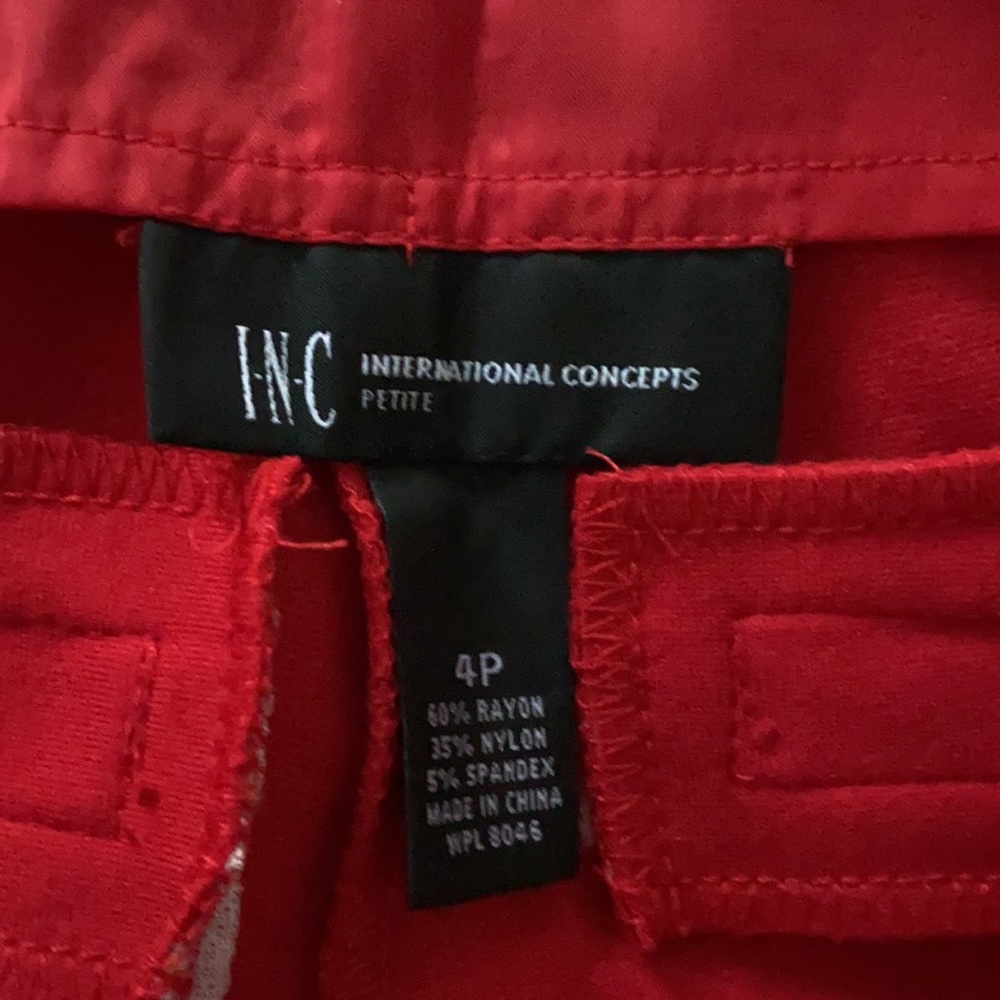 I·N·C INTERNATIONAL CONCEPTS
PETITE
4P
60% RAYON
35% NYLON
5% SPANDEX
MADE IN CHINA
WPL 8046